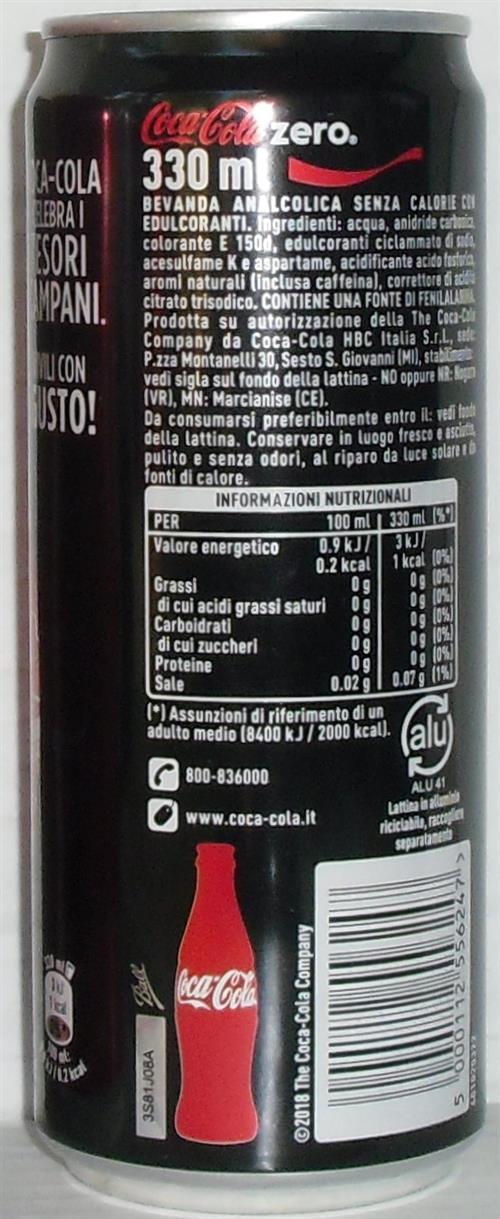 CA-COLA
ELEBRA I
ESORI
MPANI.
VILI CON
USTO!
Coca-Cola zero.
330 ml
BEVANDA ANALCOLICA SENZA CALORIE CON
EDULCORANTI. Ingredienti: acqua, anidride carbonica,
colorante E 150d, edulcoranti ciclammato di sodio,
acesulfame K e aspartame, acidificante acido fosforico,
aromi naturali (inclusa caffeina), correttore di acidità
citrato trisodico. CONTIENE UNA FONTE DI FENILALANINA.
Prodotta su autorizzazione della The Coca-Cola
Company da Coca-Cola HBC Italia S.r.l., sede:
P.zza Montanelli 30, Sesto S. Giovanni (MI), stabilimento:
vedi sigla sul fondo della lattina - NO oppure NR: Nogara
(VR), MN: Marcianise (CE).
Da consumarsi preferibilmente entro il: vedi fondo
della lattina. Conservare in luogo fresco e asciutto,
pulito e senza odori, al riparo da luce solare e da
fonti di calore.
INFORMAZIONI NUTRIZIONALI
PER 100 ml 330 ml (%*)
Valore energetico 0.9 kJ/ 3 kJ/
0.2 kcal 1 kcal (0%)
Grassi 0 g 0 g (0%)
di cui acidi grassi saturi 0 g 0 g (0%)
Carboidrati 0 g 0 g (0%)
di cui zuccheri 0 g 0 g (0%)
Proteine 0 g 0 g (0%)
Sale 0.02 g 0.07 g (1%)
(*) Assunzioni di riferimento di un
adulto medio (8400 kJ / 2000 kcal).
alu
ALU 41
Lattina in alluminio
riciclabile, raccogliere
separatamente
800-836000
www.coca-cola.it
Coca-Cola
Ball
3S81J08A
©2018 The Coca-Cola Company
5 000112 556247 >
330 ml
1 kcal
0.2 kcal